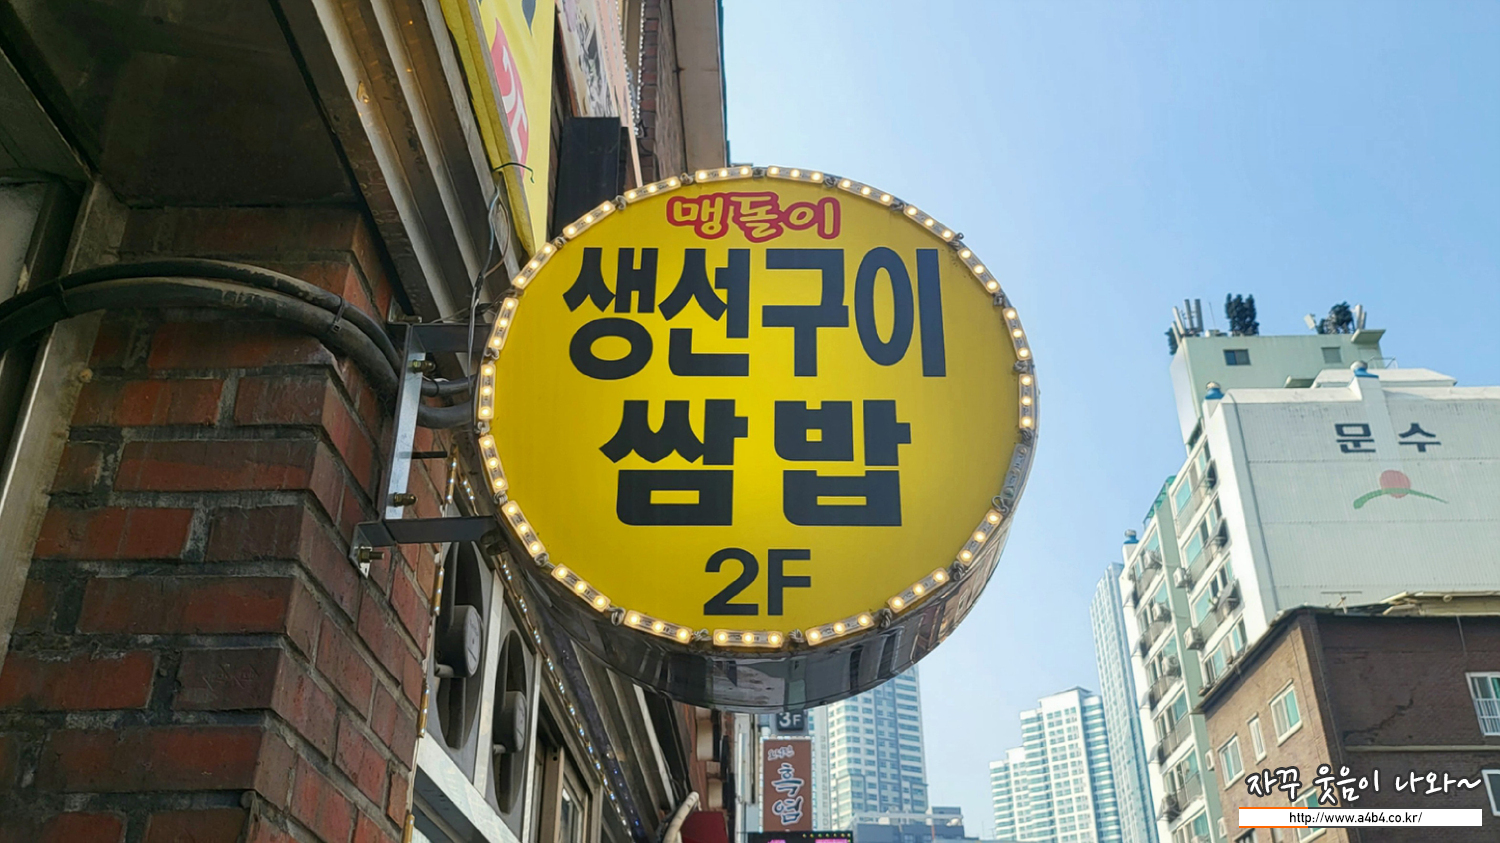 맹돌이
생선구이
쌈밥
2F
문수
3F
흑염
자꾸 웃음이 나와~
http://www.a4b4.co.kr/